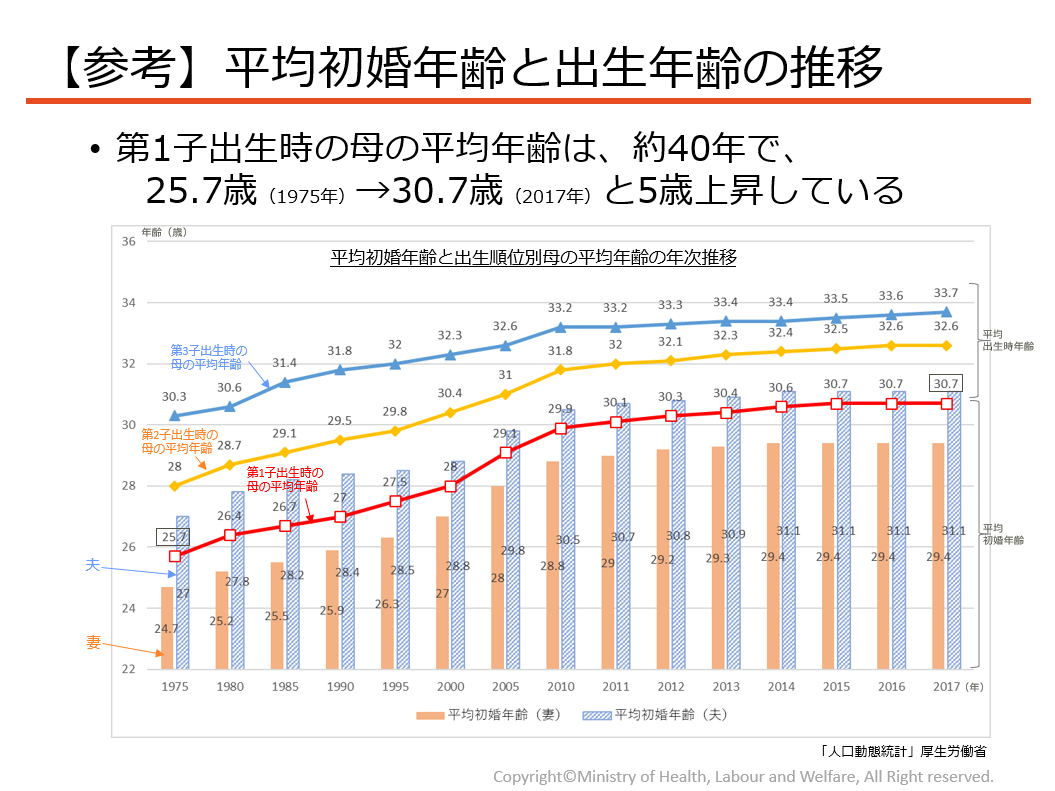 【参考】平均初婚年齢と出生年齢の推移
• 第1子出生時の母の平均年齢は、約40年で、
25.7歳（1975年）→30.7歳（2017年）と5歳上昇している
年齢（歳）
平均初婚年齢と出生順位別母の平均年齢の年次推移
36
34
32
30
28
26
24
22
第3子出生時の
母の平均年齢
30.3 30.6 31.4 31.8 32 32.3 32.6 33.2 33.2 33.3 33.4 33.4 33.5 33.6 33.7
第2子出生時の
母の平均年齢
28 28.7 29.1 29.5 29.8 30.4 31 31.8 32 32.1 32.3 32.4 32.5 32.6 32.6
第1子出生時の
母の平均年齢
25.7 26.4 26.7 27 27.5 28 29.1 29.9 30.1 30.3 30.4 30.6 30.7 30.7 30.7
夫
27 27.8 28.2 28.4 28.5 28.8 29.8 30.5 30.7 30.8 30.9 31.1 31.1 31.1 31.1
妻
24.7 25.2 25.5 25.9 26.3 27 28 28.8 29 29.2 29.3 29.4 29.4 29.4 29.4
平均
出生時年齢
平均
初婚年齢
1975 1980 1985 1990 1995 2000 2005 2010 2011 2012 2013 2014 2015 2016 2017（年）
平均初婚年齢（妻） 平均初婚年齢（夫）
「人口動態統計」厚生労働省
Copyright©Ministry of Health, Labour and Welfare, All Right reserved.